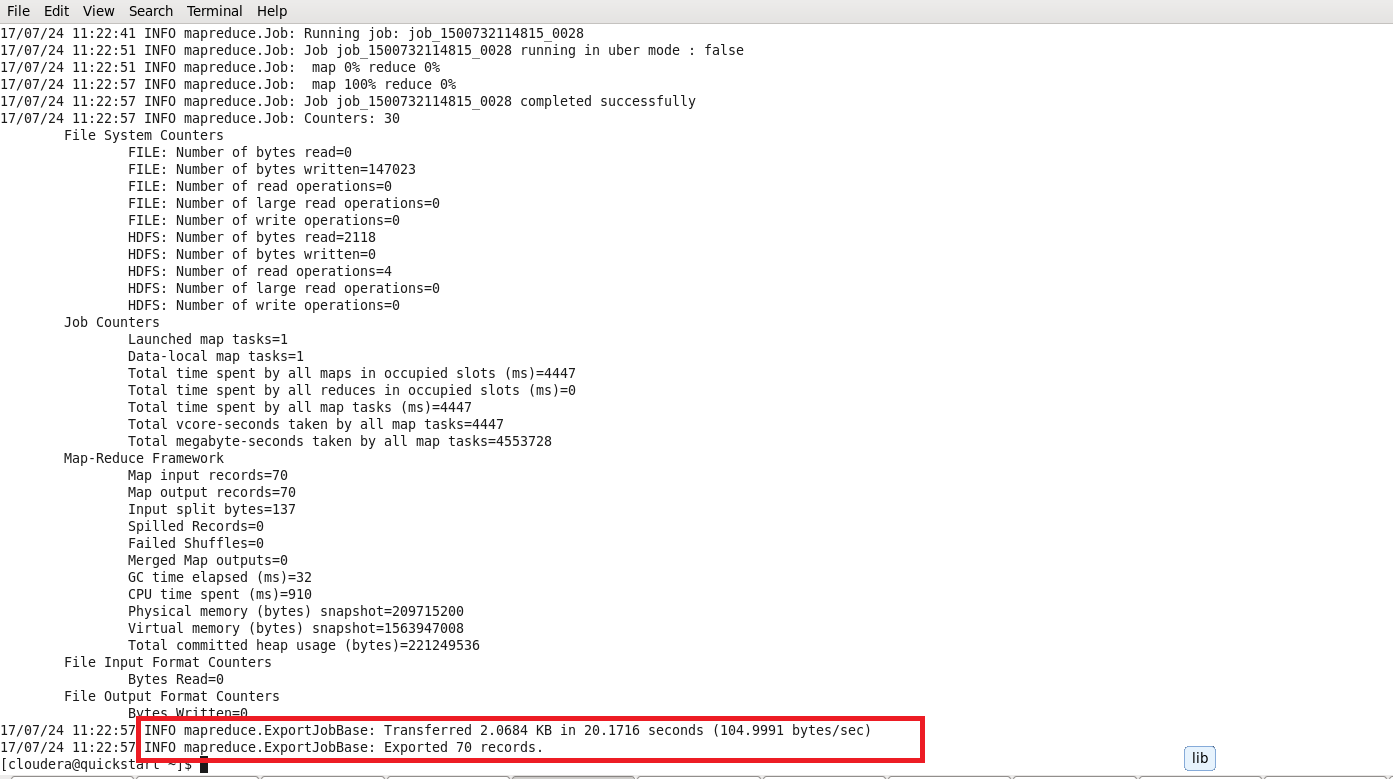 File Edit View Search Terminal Help
17/07/24 11:22:41 INFO mapreduce.Job: Running job: job_1500732114815_0028
17/07/24 11:22:51 INFO mapreduce.Job: Job job_1500732114815_0028 running in uber mode : false
17/07/24 11:22:51 INFO mapreduce.Job:  map 0% reduce 0%
17/07/24 11:22:57 INFO mapreduce.Job:  map 100% reduce 0%
17/07/24 11:22:57 INFO mapreduce.Job: Job job_1500732114815_0028 completed successfully
17/07/24 11:22:57 INFO mapreduce.Job: Counters: 30
File System Counters
FILE: Number of bytes read=0
FILE: Number of bytes written=147023
FILE: Number of read operations=0
FILE: Number of large read operations=0
FILE: Number of write operations=0
HDFS: Number of bytes read=2118
HDFS: Number of bytes written=0
HDFS: Number of read operations=4
HDFS: Number of large read operations=0
HDFS: Number of write operations=0
Job Counters
Launched map tasks=1
Data-local map tasks=1
Total time spent by all maps in occupied slots (ms)=4447
Total time spent by all reduces in occupied slots (ms)=0
Total time spent by all map tasks (ms)=4447
Total vcore-seconds taken by all map tasks=4447
Total megabyte-seconds taken by all map tasks=4553728
Map-Reduce Framework
Map input records=70
Map output records=70
Input split bytes=137
Spilled Records=0
Failed Shuffles=0
Merged Map outputs=0
GC time elapsed (ms)=32
CPU time spent (ms)=910
Physical memory (bytes) snapshot=209715200
Virtual memory (bytes) snapshot=1563947008
Total committed heap usage (bytes)=221249536
File Input Format Counters
Bytes Read=0
File Output Format Counters
Bytes Written=0
17/07/24 11:22:57 INFO mapreduce.ExportJobBase: Transferred 2.0684 KB in 20.1716 seconds (104.9991 bytes/sec)
17/07/24 11:22:57 INFO mapreduce.ExportJobBase: Exported 70 records.
[cloudera@quickstart ~]$
lib